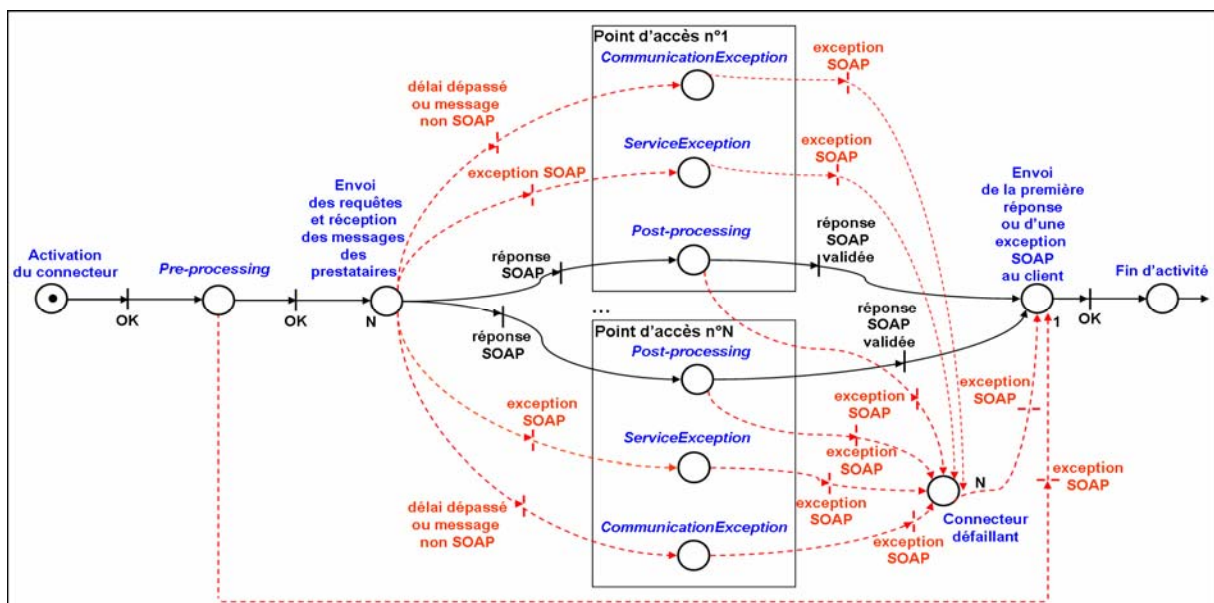 Point d'accès n°1
CommunicationException
exception
SOAP
délai dépassé
ou message
non SOAP
ServiceException
exception
SOAP
exception SOAP
Envoi
des requêtes
et réception
des messages
des
prestataires
Envoi
de la première
réponse
ou d'une
exception
SOAP
au client
Post-processing
réponse
SOAP
validée
Activation
du connecteur
Pre-processing
réponse
SOAP
Fin d'activité
OK
OK
N
...
1
OK
réponse
SOAP
Point d'accès n°N
réponse
SOAP
validée
Post-processing
exception
SOAP
exception
SOAP
exception
SOAP
ServiceException
exception
SOAP
N
exception
SOAP
exception
SOAP
délai dépassé
ou message
non SOAP
CommunicationException
Connecteur
défaillant
exception
SOAP